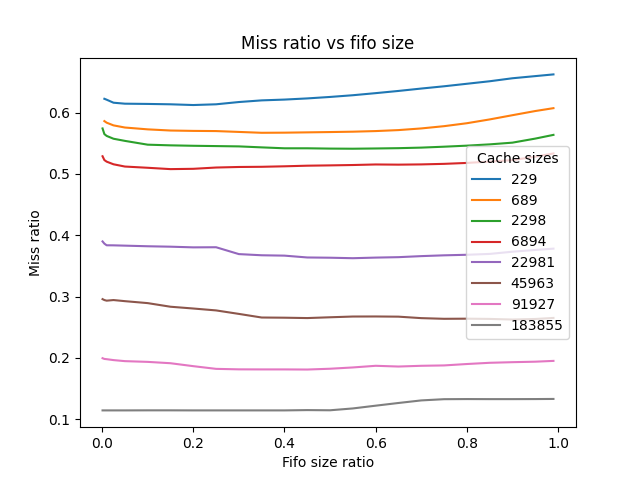 Miss ratio vs fifo size
Miss ratio
0.6
0.5
0.4
0.3
0.2
0.1
Cache sizes
229
689
2298
6894
22981
45963
91927
183855
0.0 0.2 0.4 0.6 0.8 1.0
Fifo size ratio